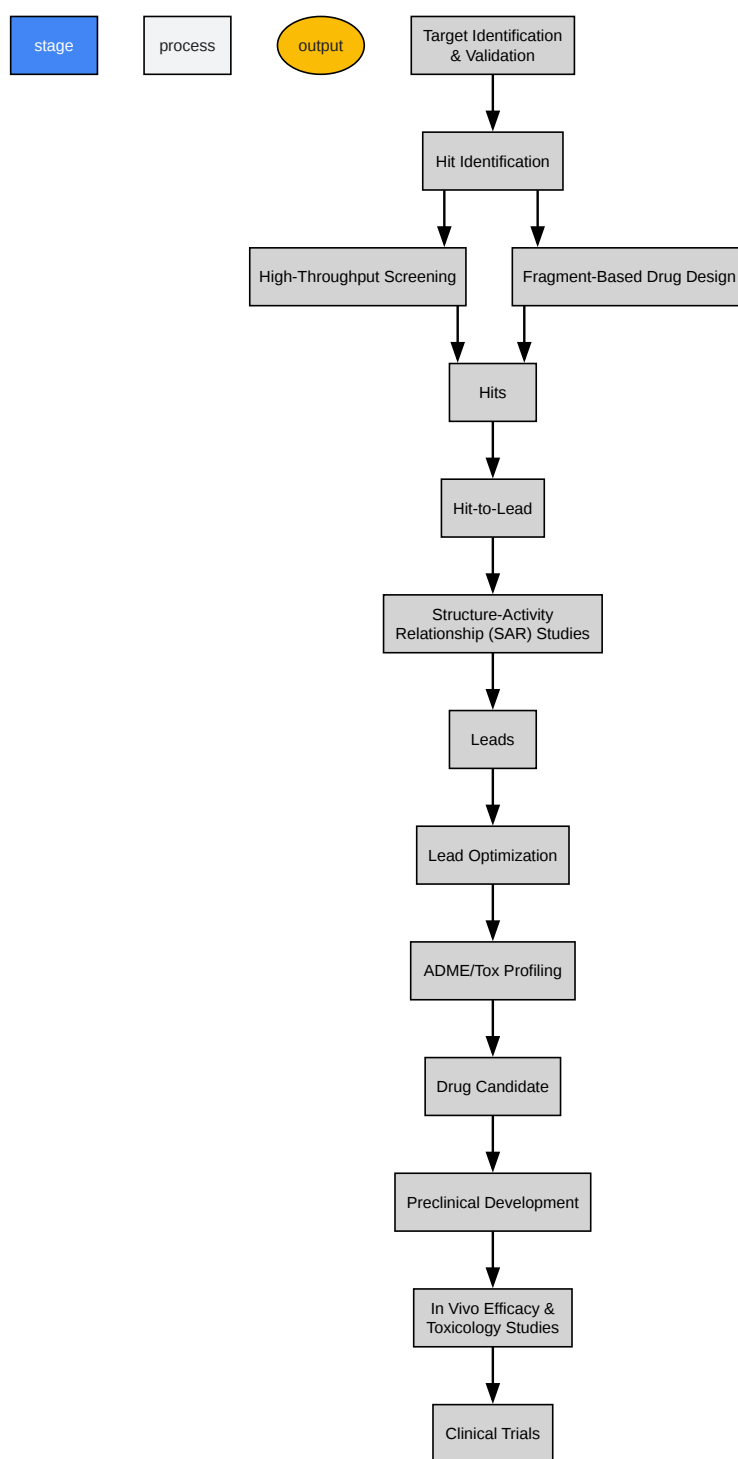 stage
process
output
Target Identification
& Validation
Hit Identification
High-Throughput Screening
Fragment-Based Drug Design
Hits
Hit-to-Lead
Structure-Activity
Relationship (SAR) Studies
Leads
Lead Optimization
ADME/Tox Profiling
Drug Candidate
Preclinical Development
In Vivo Efficacy &
Toxicology Studies
Clinical Trials